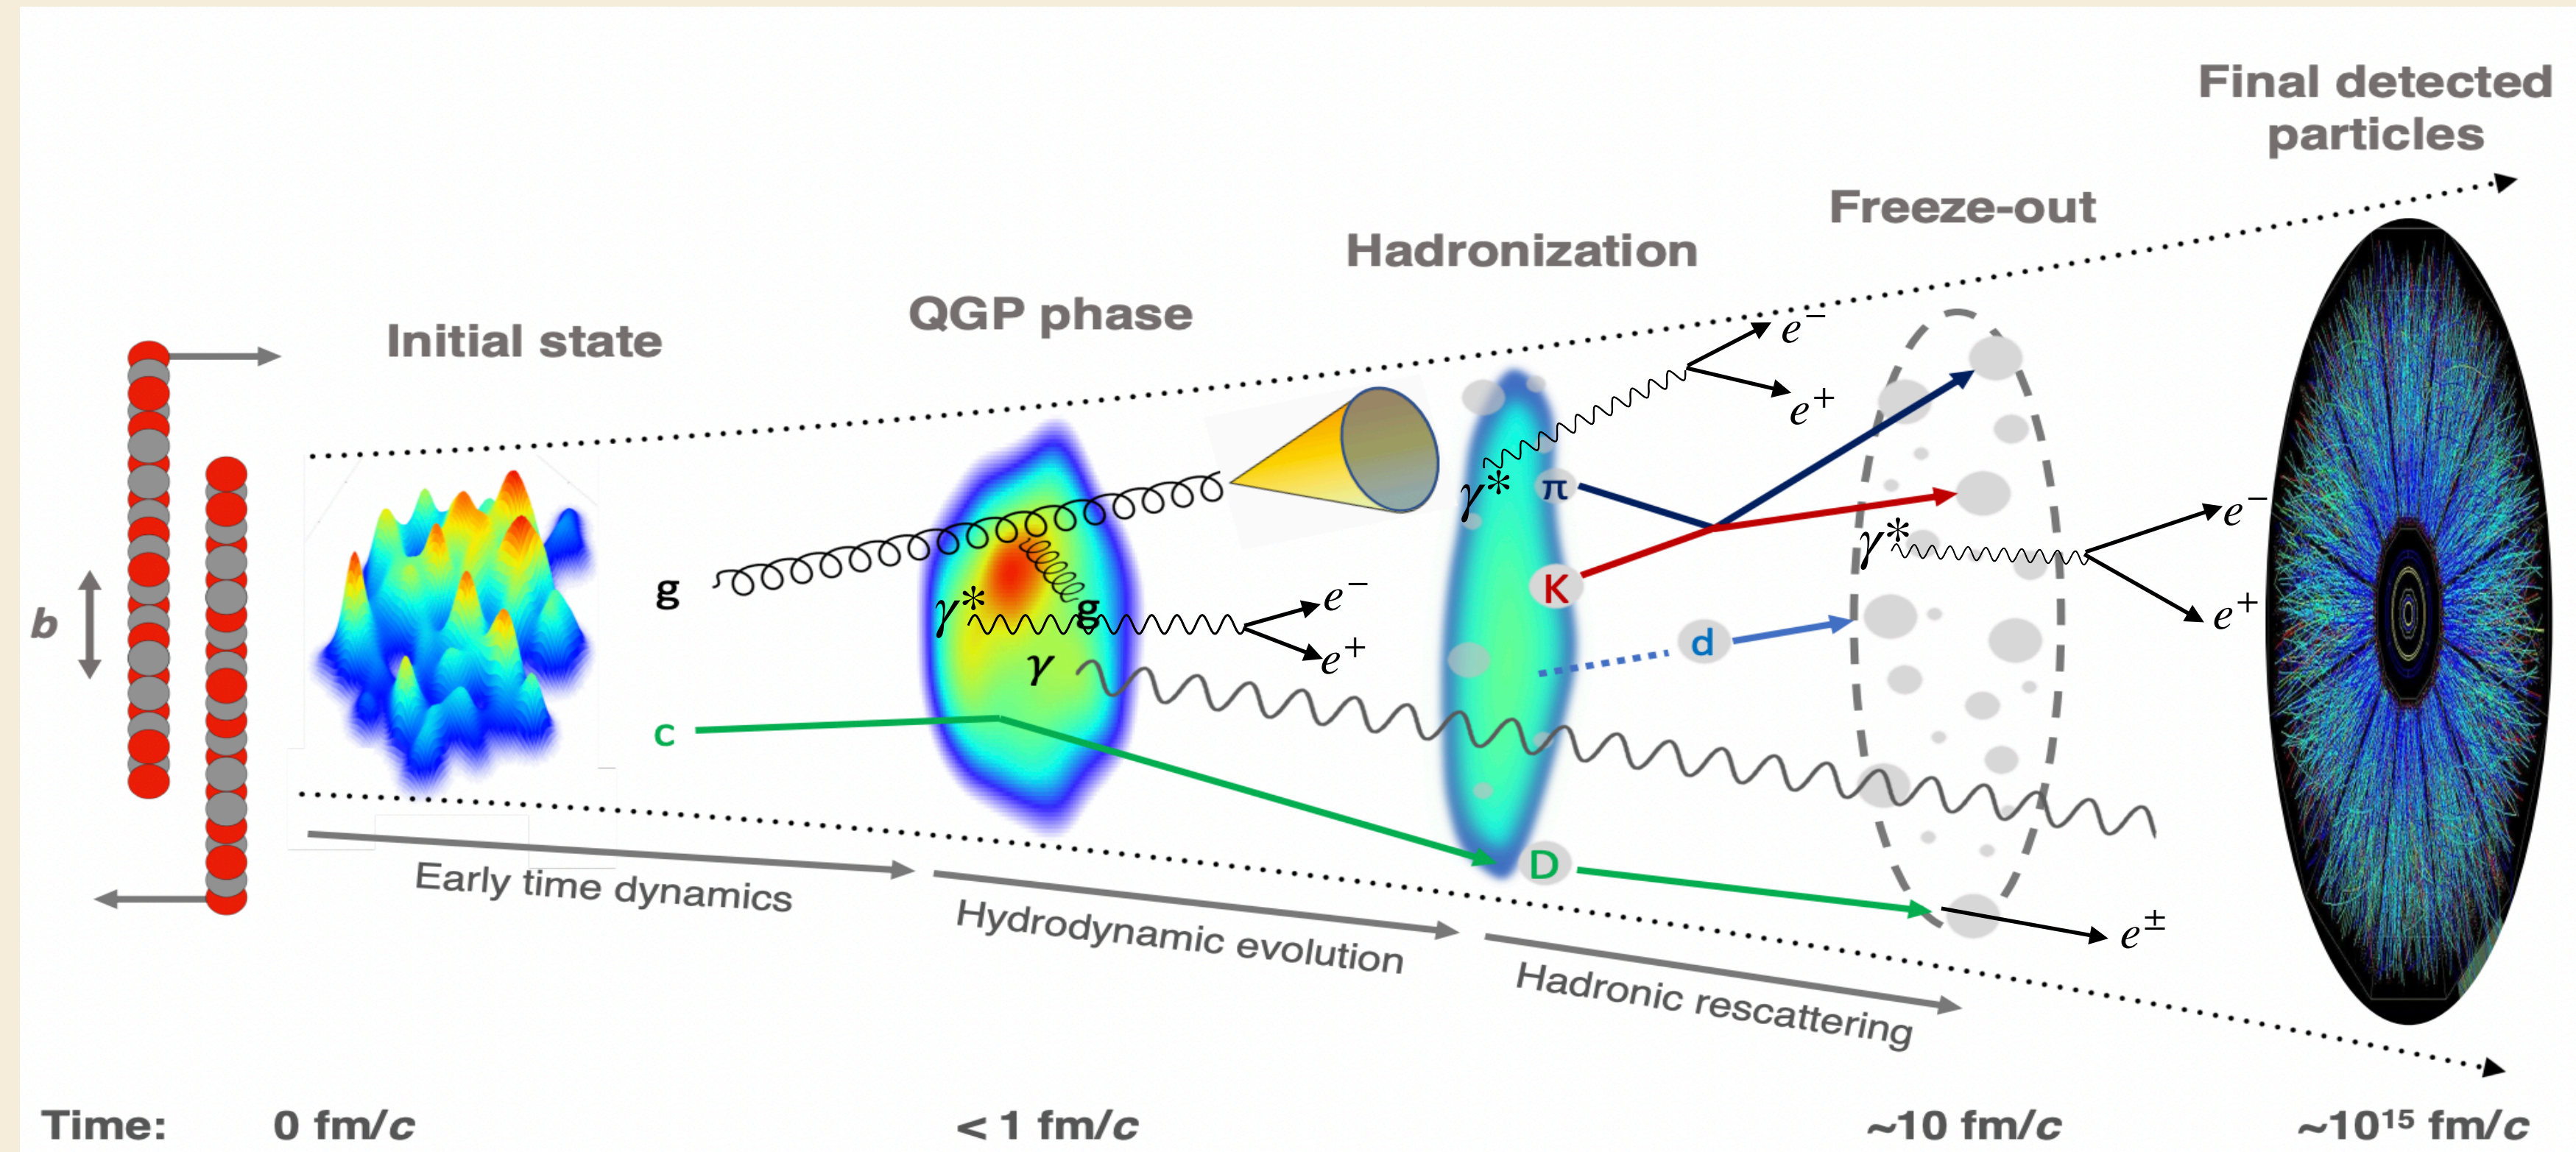 Final detected
particles
Freeze-out
Hadronization
QGP phase
Initial state
b
g
g
γ*
e⁻
e⁺
γ
c
γ*
e⁻
e⁺
π
K
d
D
γ*
e⁻
e⁺
e±
Early time dynamics
Hydrodynamic evolution
Hadronic rescattering
Time: 0 fm/c < 1 fm/c ~10 fm/c ~10¹⁵ fm/c